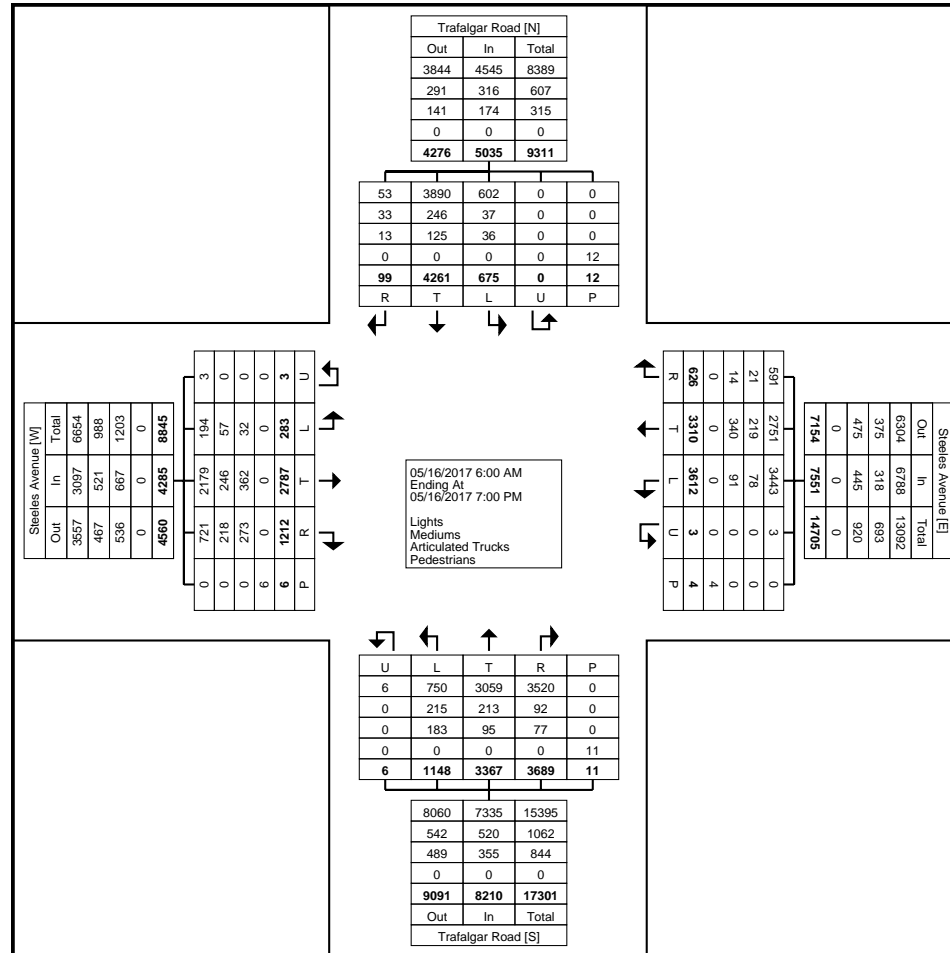 Trafalgar Road [N]
Out In Total
3844 4545 8389
291 316 607
141 174 315
0 0 0
4276 5035 9311
53 3890 602 0 0
33 246 37 0 0
13 125 36 0 0
0 0 0 0 12
99 4261 675 0 12
R T L U P
Steeles Avenue [W]
Total 6654 988 1203 0 8845
In 3097 521 667 0 4285
Out 3557 467 536 0 4560
3 0 0 0 3 U
194 57 32 0 283 L
2179 246 362 0 2787 T
721 218 273 0 1212 R
0 0 0 6 6 P
05/16/2017 6:00 AM
Ending At
05/16/2017 7:00 PM
Lights
Mediums
Articulated Trucks
Pedestrians
R 626 0 14 21 591
T 3310 0 340 219 2751
L 3612 0 91 78 3443
U 3 0 0 0 3
P 4 4 0 0 0
7154 0 475 375 6304 Out
7551 0 445 318 6788 In
14705 0 920 693 13092 Total
Steeles Avenue [E]
U L T R P
6 750 3059 3520 0
0 215 213 92 0
0 183 95 77 0
0 0 0 0 11
6 1148 3367 3689 11
8060 7335 15395
542 520 1062
489 355 844
0 0 0
9091 8210 17301
Out In Total
Trafalgar Road [S]